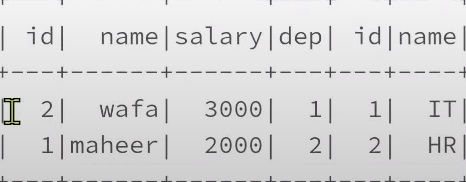 | id|  name|salary|dep| id|name|
+---+------+------+---+---+----+
|  2|  wafa|  3000|  1|  1|  IT|
|  1|maheer|  2000|  2|  2|  HR|
+---+------+------+---+---+----+